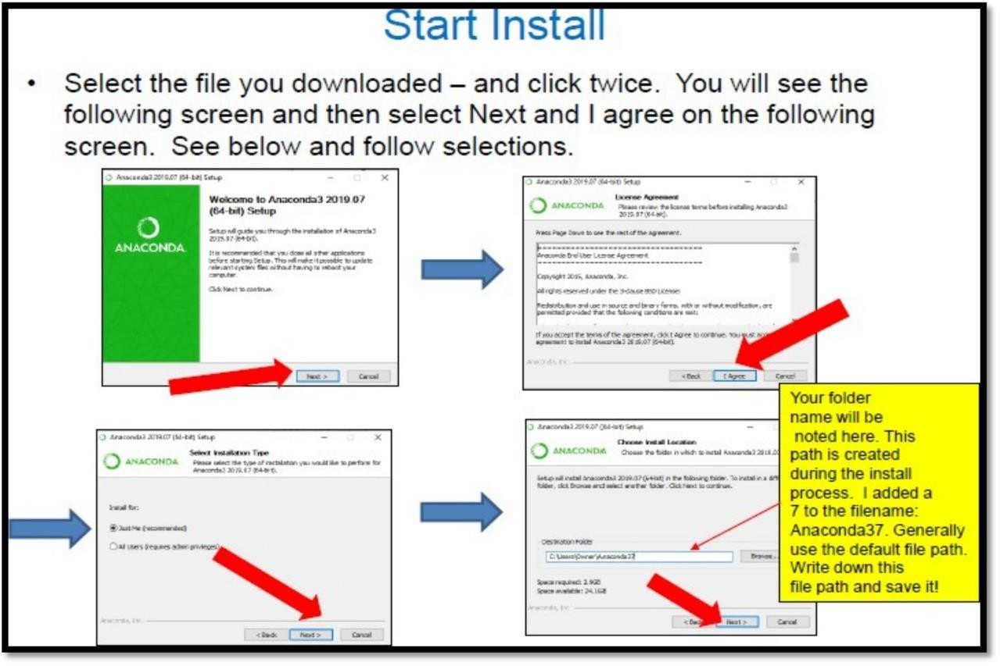 Start Install
• Select the file you downloaded – and click twice. You will see the
following screen and then select Next and I agree on the following
screen. See below and follow selections.
Anaconda3 2019.07 (64-bit) Setup
ANACONDA
Welcome to Anaconda3 2019.07
(64-bit) Setup
Setup will guide you through the installation of Anaconda3
2019.07 (64-bit).
It is recommended that you close all other applications
before starting Setup. This will make it possible to update
relevant system files without having to reboot your
computer.
Click Next to continue.
Next >
Cancel
Anaconda3 2019.07 (64-bit) Setup
ANACONDA
License Agreement
Please review the license terms before installing Anaconda3
2019.07 (64-bit).
Press Page Down to see the rest of the agreement.
Anaconda End User License Agreement
Copyright 2015, Anaconda, Inc.
All rights reserved under the 3-clause BSD License:
Redistribution and use in source and binary forms, with or without modification, are
permitted provided that the following conditions are met:
If you accept the terms of the agreement, click I Agree to continue. You must
agreement to install Anaconda3 2019.07 (64-bit).
Anaconda, Inc.
< Back
I Agree
Cancel
Anaconda3 2019.07 (64-bit) Setup
ANACONDA
Select Installation Type
Please select the type of installation you would like to perform for
Anaconda3 2019.07 (64-bit).
Install for:
Just Me (recommended)
All Users (requires admin privileges)
Anaconda, Inc.
< Back
Next >
Cancel
Anaconda3 2019.07 (64-bit) Setup
ANACONDA
Choose Install Location
Choose the folder in which to install Anaconda3 2019.0
Setup will install Anaconda3 2019.07 (64-bit) in the following folder. To install in a
folder, click Browse and select another folder. Click Next to continue.
Destination Folder
C:\Users\Owner\Anaconda37
Browse...
Space required: 2.9GB
Space available: 24.1GB
Anaconda, Inc.
Next >
Cancel
Your folder
name will be
noted here. This
path is created
during the install
process. I added a
7 to the filename:
Anaconda37. Generally
use the default file path.
Write down this
file path and save it!